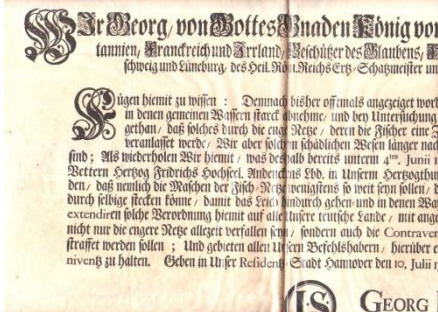 Wir Georg, von Gottes Gnaden König von
tannien, Franckreich und Irrland, Beschützer des Glaubens,
schweig und Lüneburg, des Heil. Röm. Reichs Ertz-Schatzmeister un
Fügen hiemit zu wissen : Demnach bisher offtmals angezeiget wor
in denen gemeinen Wassern starck abnehme, und bey Untersuchung
gethan, daß solches durch die enge Netze, deren die Fischer eine Z
veranlasset werde, Wir aber solchem schädlichen Wesen länger nach
sind ; Als wiederholen Wir hiemit, was deshalb bereits unterm 4ten. Junii
Vettern Hertzog Fridrichs Hochseel. Andenckens Lbd. in Unserm Hertzogthu
den, daß nemlich die Maschen der Fisch-Netze wenigstens so weit seyn sollen, d
durch selbige stecken könne, damit das Leich hindurch gehen, und in denen Wa
extendiren solche Verordnung hiemit auf alle Unsere teutsche Lande, mit ang
nicht nur die engere Netze allezeit verfallen seyn, sondern auch die Contraven
straffet werden sollen ; Und gebieten allen Unsern Befehlshabern, hierüber e
niventz zu halten. Geben in Unser Residentz-Stadt Hannover den 10. Julii
(L.S.) GEORG